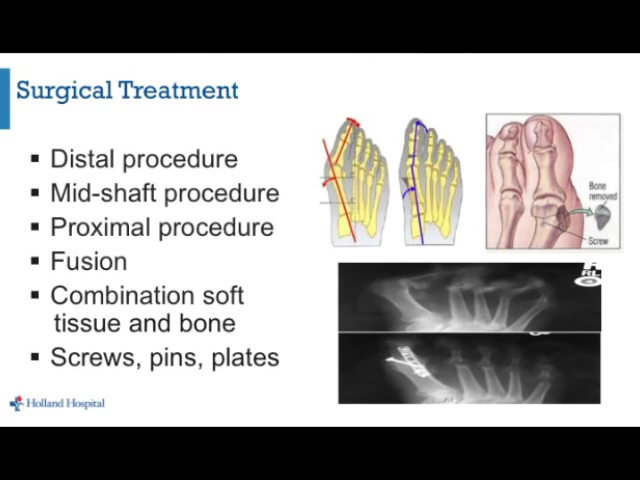 Surgical Treatment
▪ Distal procedure
▪ Mid-shaft procedure
▪ Proximal procedure
▪ Fusion
▪ Combination soft
tissue and bone
▪ Screws, pins, plates
Bone
removed
Screw
RL
Holland Hospital